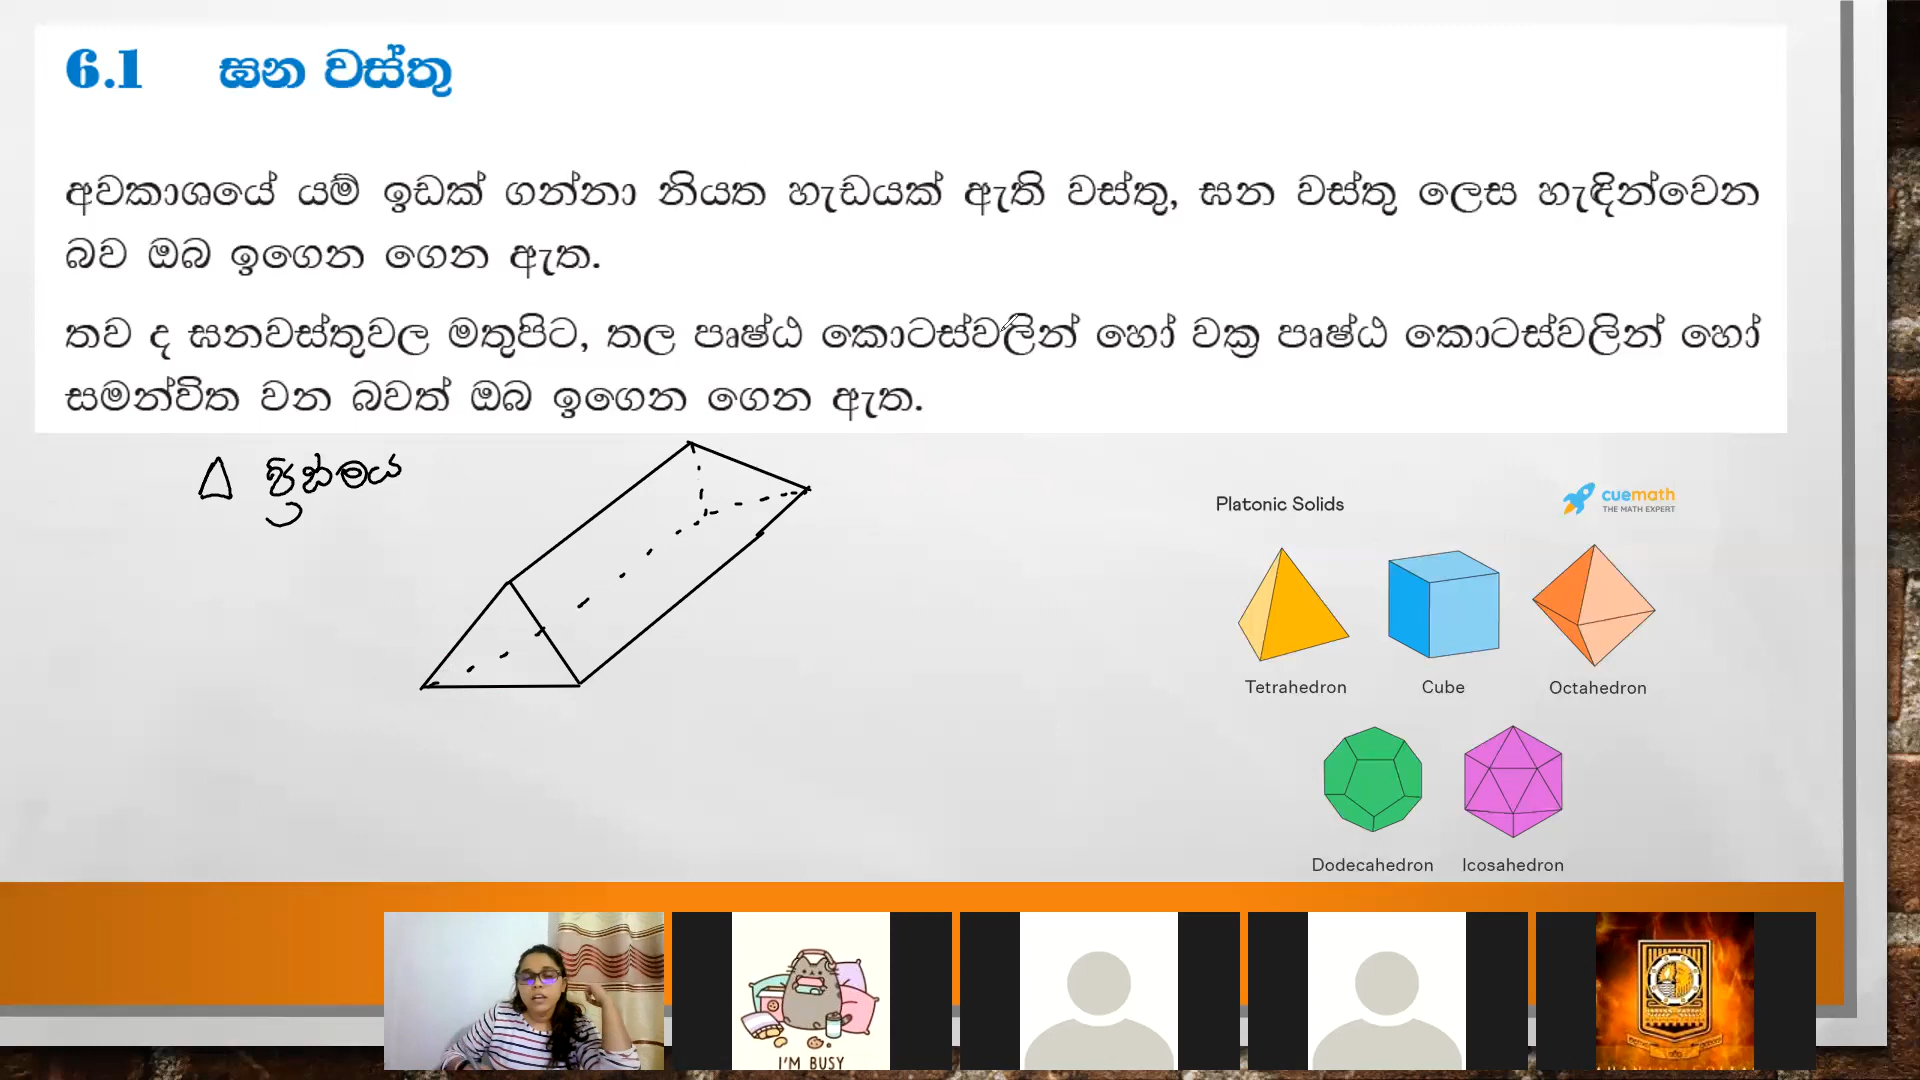 6.1 ඝන වස්තු
අවකාශයේ යම් ඉඩක් ගන්නා නියත හැඩයක් ඇති වස්තු, ඝන වස්තු ලෙස හැඳින්වෙන
බව ඔබ ඉගෙන ගෙන ඇත.
තව ද ඝනවස්තුවල මතුපිට, තල පෘෂ්ඨ කොටස්වලින් හෝ වක්‍ර පෘෂ්ඨ කොටස්වලින් හෝ
සමන්විත වන බවත් ඔබ ඉගෙන ගෙන ඇත.
Δ ප්‍රිස්මය
Platonic Solids
cuemath
THE MATH EXPERT
Tetrahedron Cube Octahedron
Dodecahedron Icosahedron
I'M BUSY